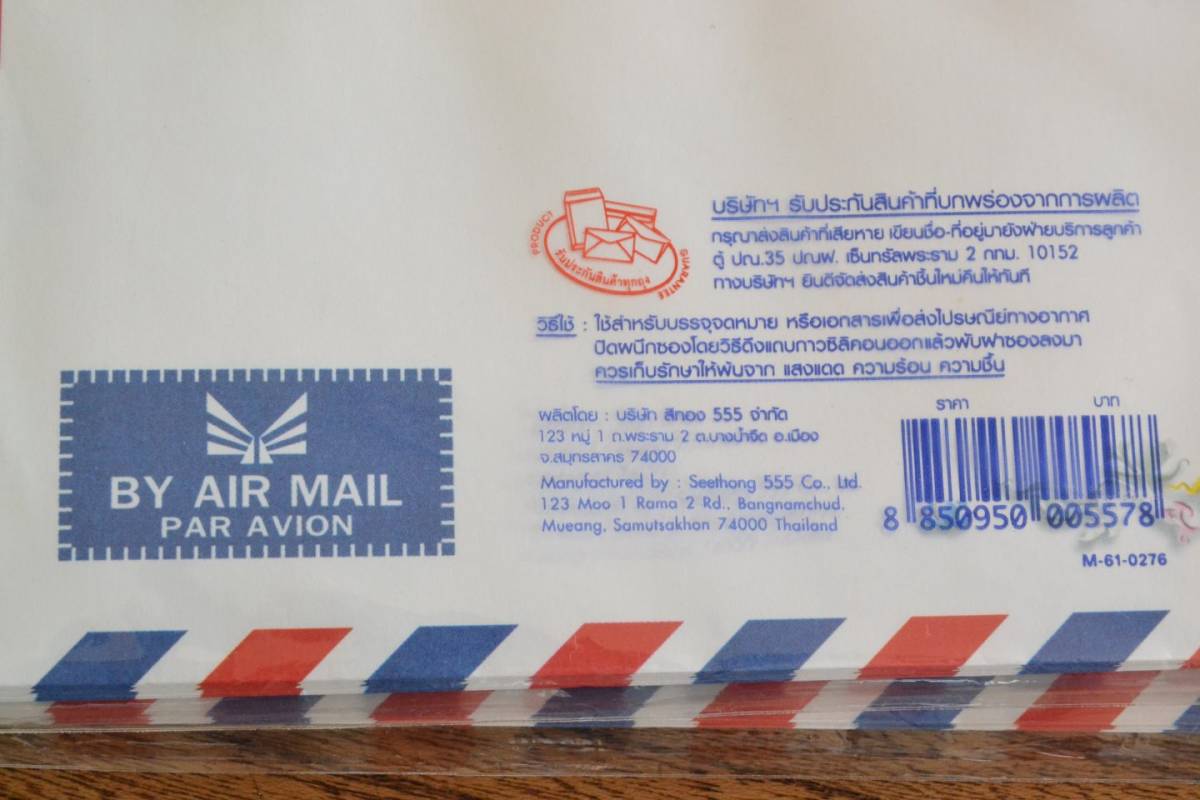 PRODUCT GUARANTEE
รับประกันสินค้าทุกถุง
บริษัทฯ รับประกันสินค้าที่บกพร่องจากการผลิต
กรุณาส่งสินค้าที่เสียหาย เขียนชื่อ-ที่อยู่มายังฝ่ายบริการลูกค้า
ตู้ ปณ.35 ปณฟ. เซ็นทรัลพระราม 2 กทม. 10152
ทางบริษัทฯ ยินดีจัดส่งสินค้าชิ้นใหม่คืนให้ทันที
วิธีใช้ : ใช้สำหรับบรรจุจดหมาย หรือเอกสารเพื่อส่งไปรษณีย์ทางอากาศ
ปิดผนึกซองโดยวิธีดึงแถบกาวซิลิคอนออกแล้วพับฝาซองลงมา
ควรเก็บรักษาให้พ้นจาก แสงแดด ความร้อน ความชื้น
BY AIR MAIL
PAR AVION
ผลิตโดย : บริษัท สีทอง 555 จำกัด
123 หมู่ 1 ถ.พระราม 2 ต.บางน้ำจืด อ.เมือง
จ.สมุทรสาคร 74000
Manufactured by : Seethong 555 Co., Ltd.
123 Moo 1 Rama 2 Rd., Bangnamchud,
Mueang, Samutsakhon 74000 Thailand
ราคา บาท
8 850950 005578
M-61-0276